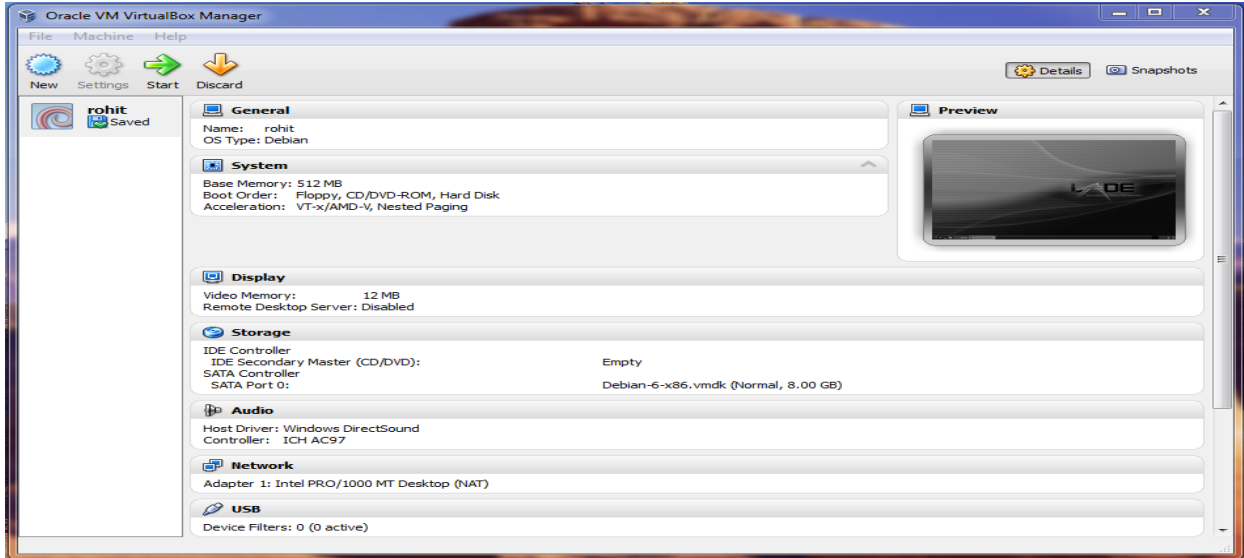 Oracle VM VirtualBox Manager
File Machine Help
New Settings Start Discard
Details Snapshots
rohit
Saved
General
Name: rohit
OS Type: Debian
System
Base Memory: 512 MB
Boot Order: Floppy, CD/DVD-ROM, Hard Disk
Acceleration: VT-x/AMD-V, Nested Paging
Preview
Display
Video Memory: 12 MB
Remote Desktop Server: Disabled
Storage
IDE Controller
IDE Secondary Master (CD/DVD): Empty
SATA Controller
SATA Port 0: Debian-6-x86.vmdk (Normal, 8.00 GB)
Audio
Host Driver: Windows DirectSound
Controller: ICH AC97
Network
Adapter 1: Intel PRO/1000 MT Desktop (NAT)
USB
Device Filters: 0 (0 active)